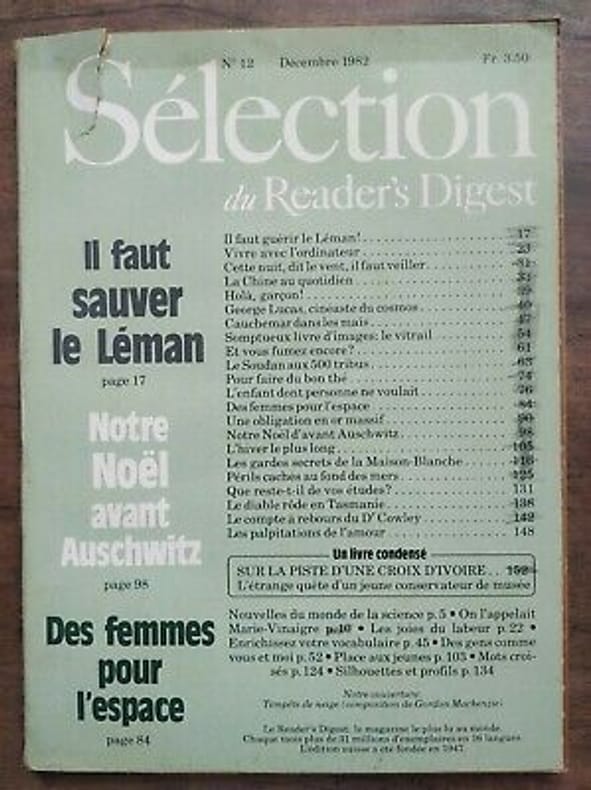 N° 12 Décembre 1982 Fr. 3.50
Sélection
du Reader's Digest
Il faut
sauver
le Léman
page 17
Notre
Noël
avant
Auschwitz
page 98
Des femmes
pour
l'espace
page 84
Il faut guérir le Léman! 17
Vivre avec l'ordinateur 23
Cette nuit, dit le vent, il faut veiller
La Chine au quotidien
Holà, garçon!
George Lucas, cinéaste du cosmos
Cauchemar dans les maïs 47
Somptueux livre d'images: le vitrail 54
Et vous fumez encore? 61
Le Soudan aux 500 tribus 63
Pour faire du bon thé 74
L'enfant dont personne ne voulait 76
Des femmes pour l'espace 84
Une obligation en or massif 90
Notre Noël d'avant Auschwitz 98
L'hiver le plus long 105
Les gardes secrets de la Maison-Blanche 116
Périls cachés au fond des mers 125
Que reste-t-il de vos études? 131
Le diable rôde en Tasmanie 138
Le compte à rebours du Dr Cowley 142
Les palpitations de l'amour 148
Un livre condensé
SUR LA PISTE D'UNE CROIX D'IVOIRE .. 152
L'étrange quête d'un jeune conservateur de musée
Nouvelles du monde de la science p. 5 • On l'appelait
Marie-Vinaigre p. 10 • Les joies du labeur p. 22 •
Enrichissez votre vocabulaire p. 45 • Des gens comme
vous et moi p. 52 • Place aux jeunes p. 103 • Mots croi-
sés p. 124 • Silhouettes et profils p. 134
Notre couverture:
Tempête de neige (composition de Gordon Mackenzie)
Le Reader's Digest, le magazine le plus lu au monde.
Chaque mois plus de 31 millions d'exemplaires en 16 langues.
L'édition suisse a été fondée en 1947.